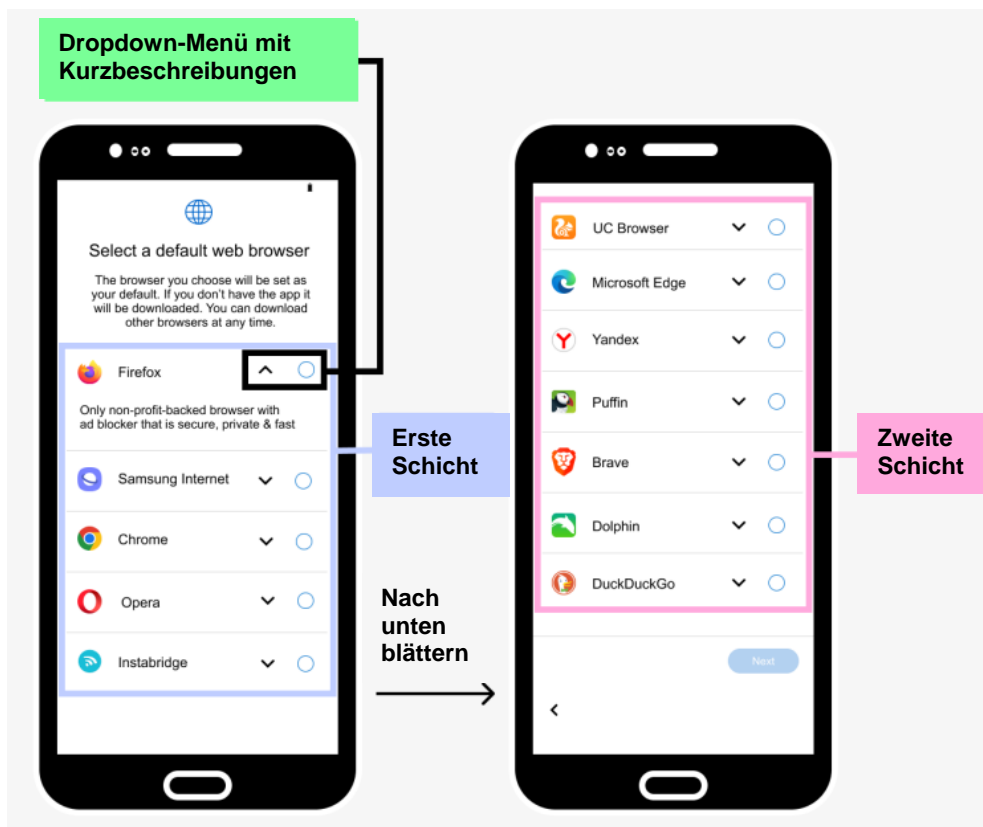 Dropdown-Menü mit
Kurzbeschreibungen
Select a default web browser
The browser you choose will be set as
your default. If you don't have the app it
will be downloaded. You can download
other browsers at any time.
Firefox
Only non-profit-backed browser with
ad blocker that is secure, private & fast
Samsung Internet
Chrome
Opera
Instabridge
Erste
Schicht
Nach
unten
blättern
UC Browser
Microsoft Edge
Yandex
Puffin
Brave
Dolphin
DuckDuckGo
Next
Zweite
Schicht